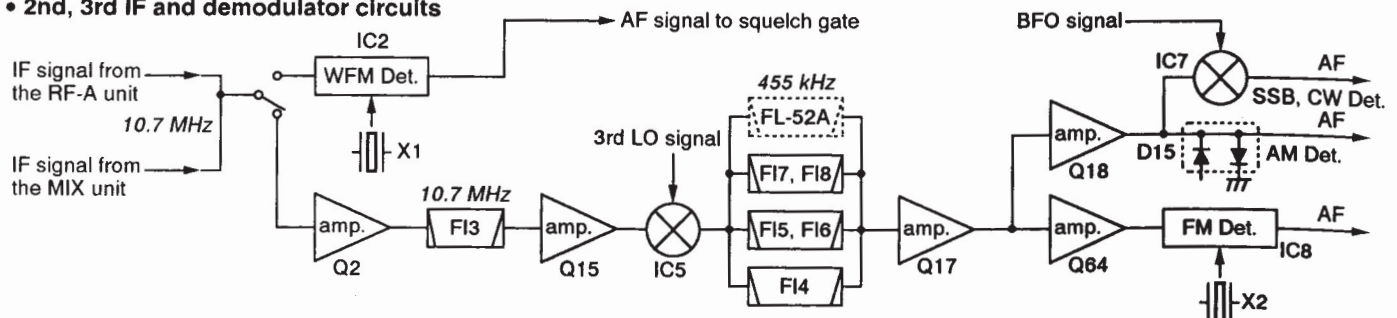 • 2nd, 3rd IF and demodulator circuits
IC2
WFM Det.
AF signal to squelch gate
IF signal from
the RF-A unit
10.7 MHz
IF signal from
the MIX unit
X1
Q2
amp.
10.7 MHz
FI3
amp.
Q15
3rd LO signal
IC5
455 kHz
FL-52A
FI7, FI8
FI5, FI6
FI4
amp.
Q17
BFO signal
IC7
AF
SSB, CW Det.
amp.
Q18
D15
AF
AM Det.
amp.
Q64
FM Det.
IC8
AF
X2